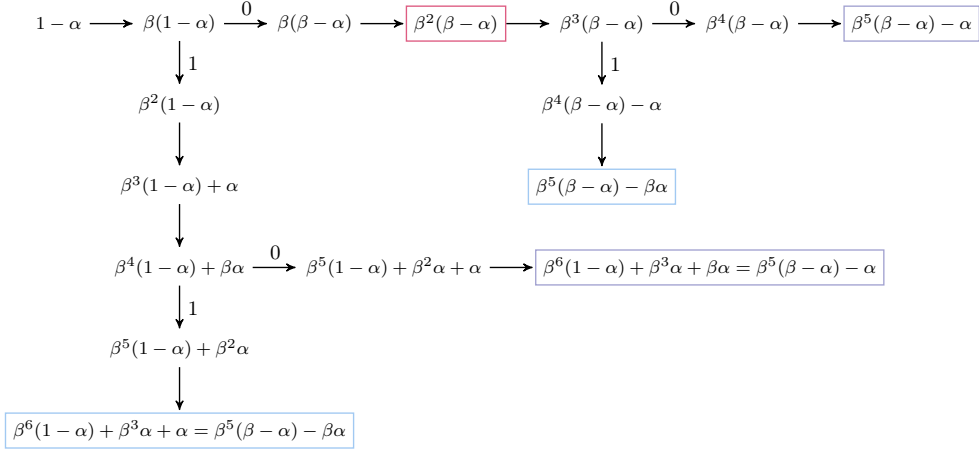 1 − α β(1 − α) 0 β(β − α) β²(β − α) β³(β − α) 0 β⁴(β − α) β⁵(β − α) − α
1 1
β²(1 − α) β⁴(β − α) − α
β³(1 − α) + α β⁵(β − α) − βα
β⁴(1 − α) + βα 0 β⁵(1 − α) + β²α + α β⁶(1 − α) + β³α + βα = β⁵(β − α) − α
1
β⁵(1 − α) + β²α
β⁶(1 − α) + β³α + α = β⁵(β − α) − βα